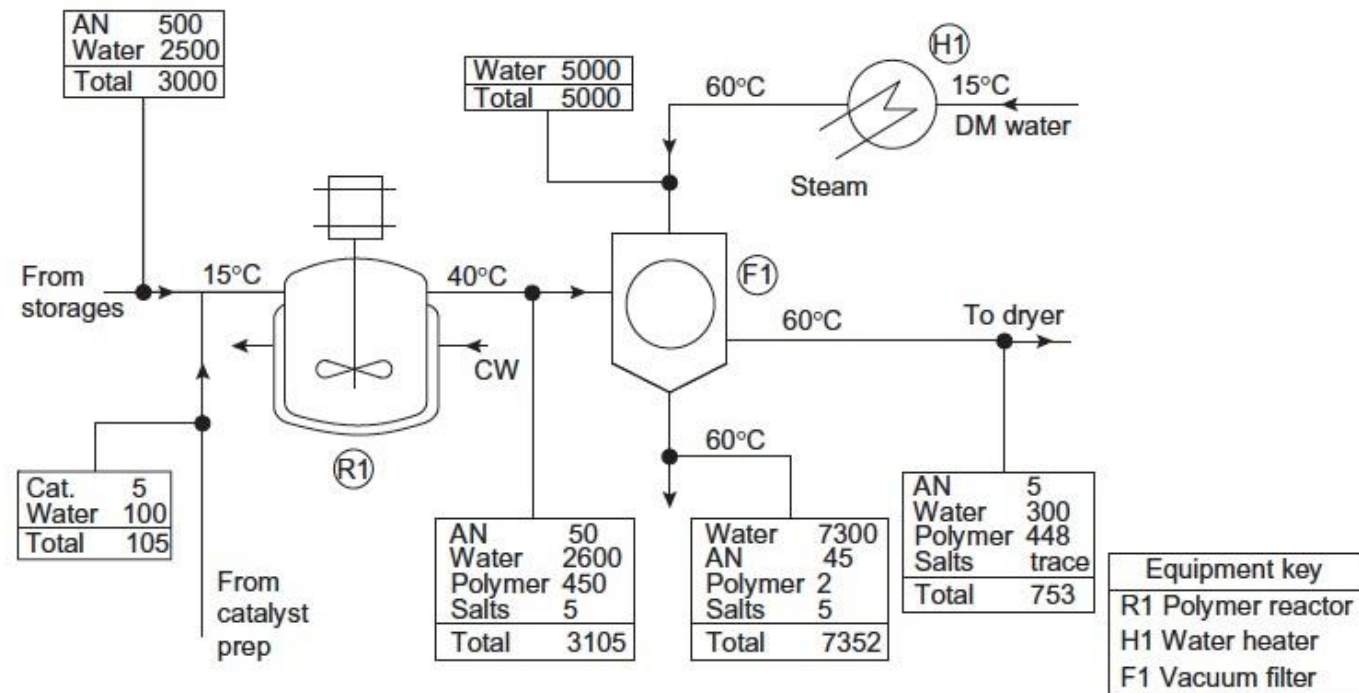 AN 500
Water 2500
Total 3000
Water 5000
Total 5000
60°C
H1
15°C
DM water
Steam
From
storages
15°C
40°C
F1
60°C
To dryer
CW
R1
60°C
Cat. 5
Water 100
Total 105
From
catalyst
prep
AN 50
Water 2600
Polymer 450
Salts 5
Total 3105
Water 7300
AN 45
Polymer 2
Salts 5
Total 7352
AN 5
Water 300
Polymer 448
Salts trace
Total 753
Equipment key
R1 Polymer reactor
H1 Water heater
F1 Vacuum filter